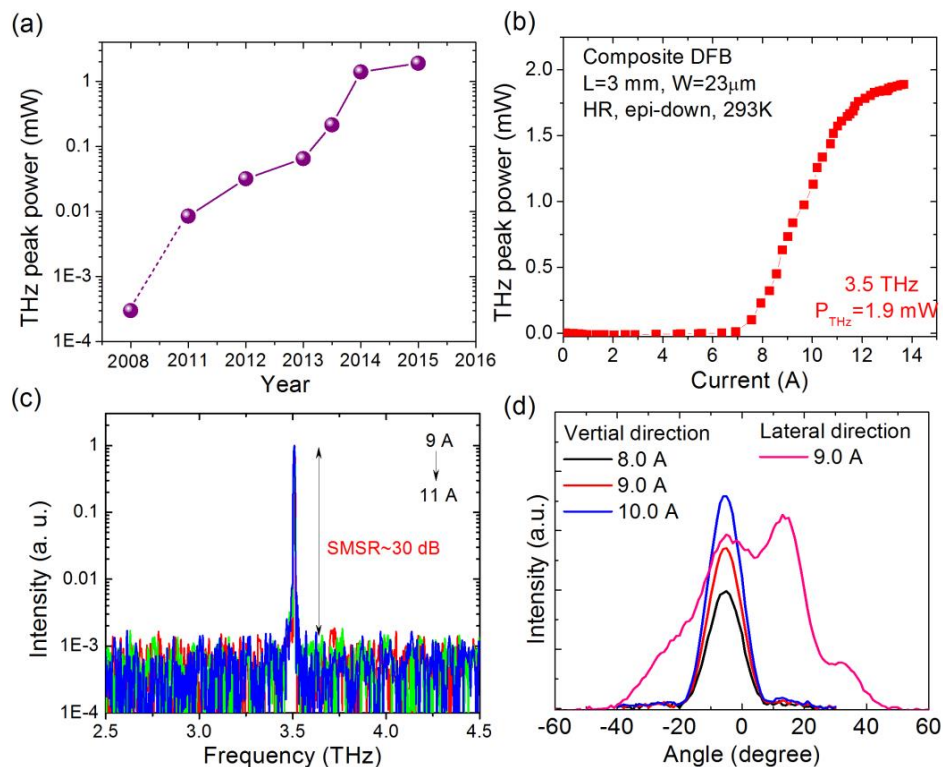 (a)
THz peak power (mW)
1
0.1
0.01
1E-3
1E-4
2008 2011 2012 2013 2014 2015 2016
Year
(b)
Composite DFB
L=3 mm, W=23μm
HR, epi-down, 293K
THz peak power (mW)
2.0
1.5
1.0
0.5
0.0
3.5 THz
PTHz=1.9 mW
0 2 4 6 8 10 12 14
Current (A)
(c)
Intensity (a. u.)
1
0.1
0.01
1E-3
1E-4
9 A
11 A
SMSR~30 dB
2.5 3.0 3.5 4.0 4.5
Frequency (THz)
(d)
Vertial direction
8.0 A
9.0 A
10.0 A
Lateral direction
9.0 A
Intensity (a.u.)
-60 -40 -20 0 20 40 60
Angle (degree)